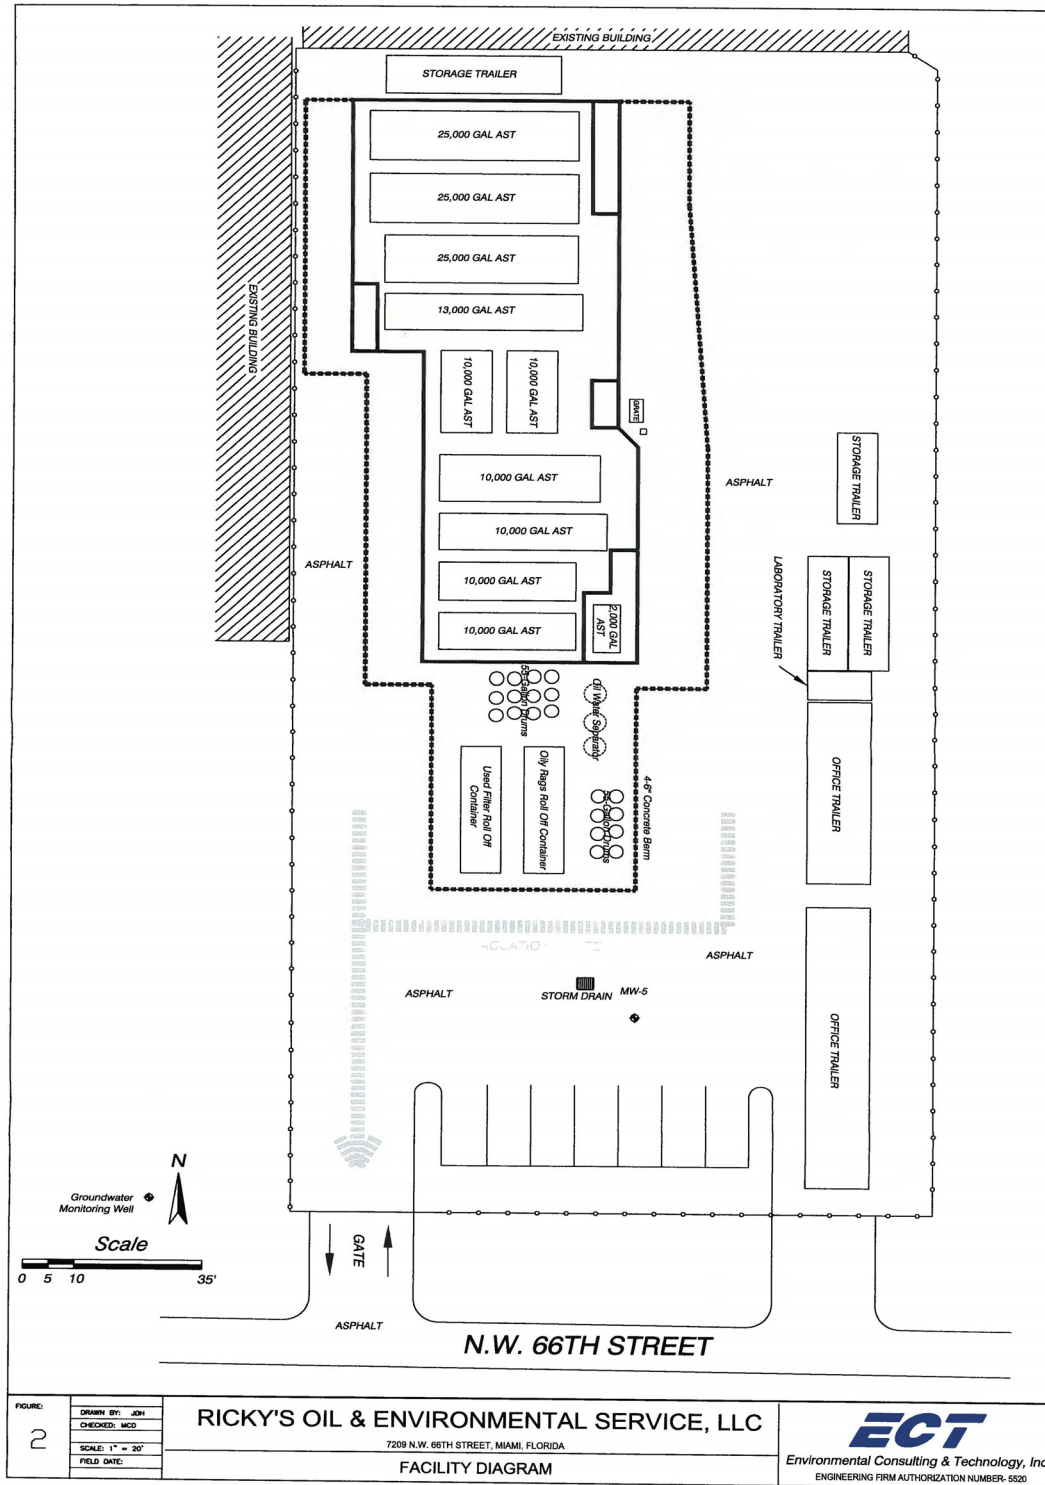 EXISTING BUILDING
STORAGE TRAILER
25,000 GAL AST
25,000 GAL AST
25,000 GAL AST
13,000 GAL AST
EXISTING BUILDING
10,000 GAL AST
10,000 GAL AST
GRATE
10,000 GAL AST
ASPHALT
STORAGE TRAILER
10,000 GAL AST
ASPHALT
10,000 GAL AST
10,000 GAL AST
2,000 GAL
AST
LABORATORY TRAILER
STORAGE TRAILER
STORAGE TRAILER
55-Gallon Drums
Oil Water Separator
Used Filter Roll Off
Container
Oily Rags Roll Off Container
55-Gallon Drums
4-6" Concrete Berm
OFFICE TRAILER
ASPHALT
ASPHALT
STORM DRAIN
MW-5
OFFICE TRAILER
N
Groundwater
Monitoring Well
Scale
0 5 10 35'
GATE
ASPHALT
N.W. 66TH STREET
FIGURE:
2
DRAWN BY: JDH
CHECKED: MCD
SCALE: 1" = 20'
FIELD DATE:
RICKY'S OIL & ENVIRONMENTAL SERVICE, LLC
7209 N.W. 66TH STREET, MIAMI, FLORIDA
FACILITY DIAGRAM
ECT
Environmental Consulting & Technology, Inc
ENGINEERING FIRM AUTHORIZATION NUMBER- 5520